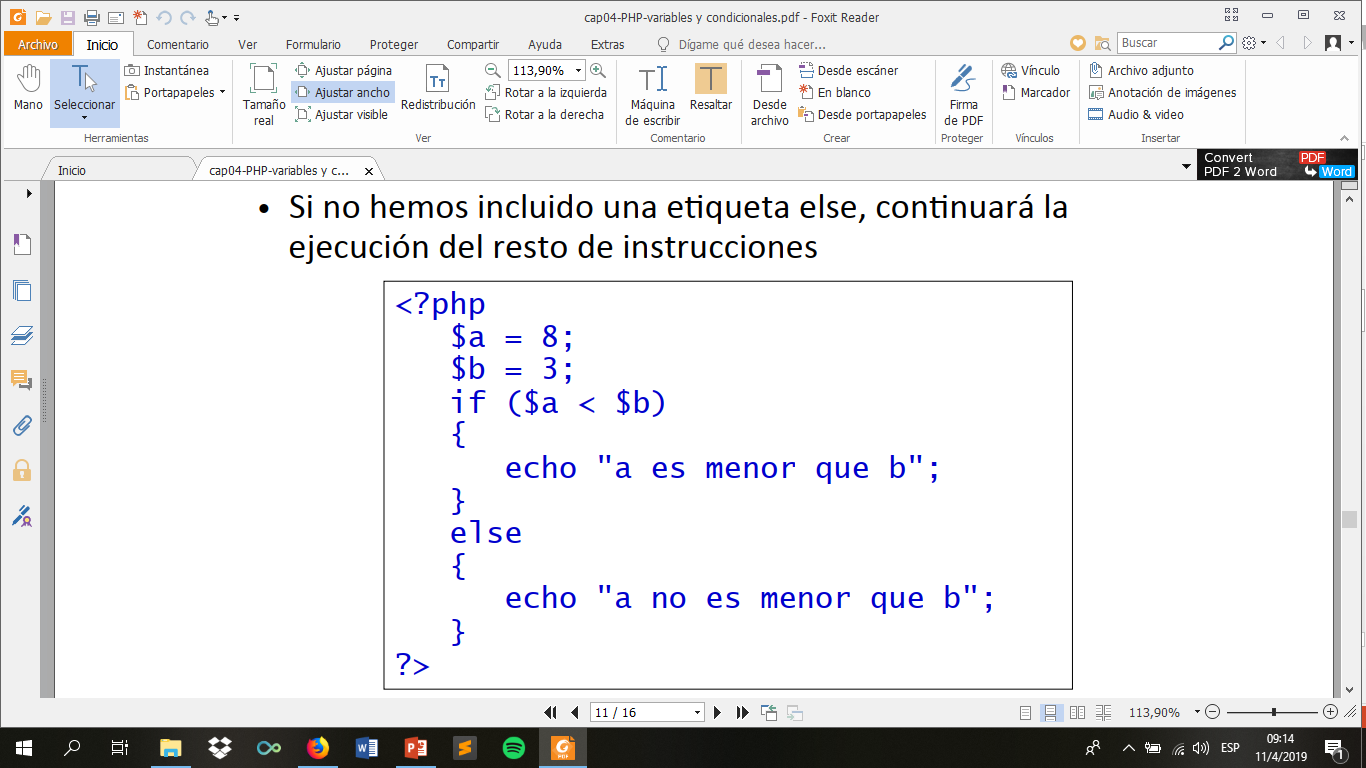 cap04-PHP-variables y condicionales.pdf - Foxit Reader
Archivo Inicio Comentario Ver Formulario Proteger Compartir Ayuda Extras Dígame qué desea hacer... Buscar
Mano
Seleccionar
Instantánea
Portapapeles
Herramientas
Tamaño
real
Ajustar página
Ajustar ancho
Ajustar visible
Redistribución
113,90%
Rotar a la izquierda
Rotar a la derecha
Ver
Máquina
de escribir
Resaltar
Comentario
Desde
archivo
Desde escáner
En blanco
Desde portapapeles
Crear
Firma
de PDF
Proteger
Vínculo
Marcador
Vínculos
Archivo adjunto
Anotación de imágenes
Audio & video
Insertar
Inicio
cap04-PHP-variables y c...
Convert PDF
PDF 2 Word Word
• Si no hemos incluido una etiqueta else, continuará la
ejecución del resto de instrucciones
<?php
$a = 8;
$b = 3;
if ($a < $b)
{
echo "a es menor que b";
}
else
{
echo "a no es menor que b";
}
?>
11 / 16
113,90%
ESP
09:14
11/4/2019
1